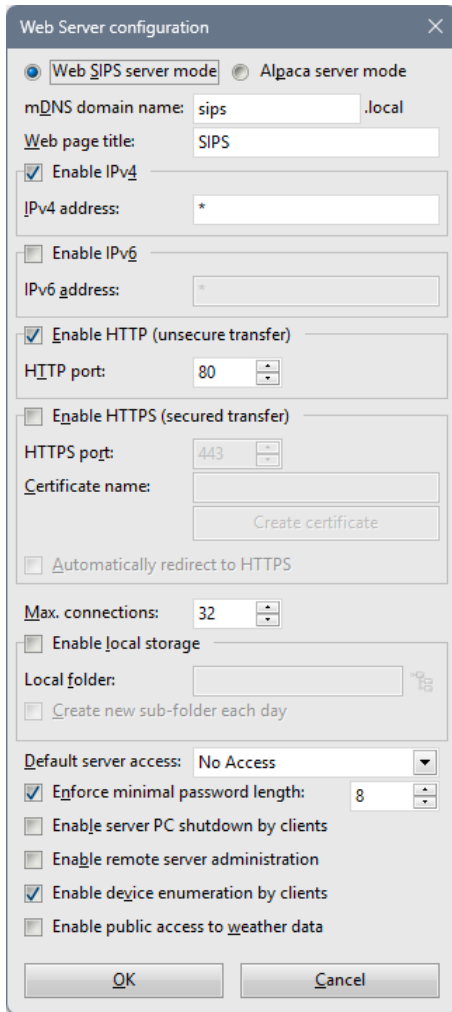 Web Server configuration
Web SIPS server mode Alpaca server mode
mDNS domain name: sips .local
Web page title: SIPS
Enable IPv4
IPv4 address: *
Enable IPv6
IPv6 address: *
Enable HTTP (unsecure transfer)
HTTP port: 80
Enable HTTPS (secured transfer)
HTTPS port: 443
Certificate name:
Create certificate
Automatically redirect to HTTPS
Max. connections: 32
Enable local storage
Local folder:
Create new sub-folder each day
Default server access: No Access
Enforce minimal password length: 8
Enable server PC shutdown by clients
Enable remote server administration
Enable device enumeration by clients
Enable public access to weather data
OK Cancel